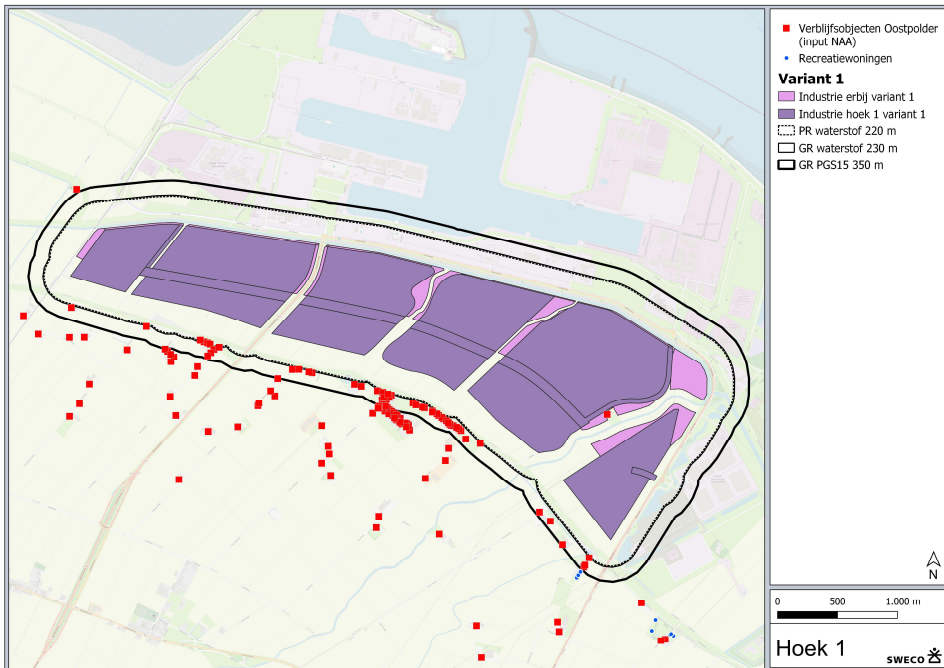 Verblijfsobjecten Oostpolder
(input NAA)
Recreatiewoningen
Variant 1
Industrie erbij variant 1
Industrie hoek 1 variant 1
PR waterstof 220 m
GR waterstof 230 m
GR PGS15 350 m
N
0 500 1.000 m
Hoek 1
SWECO